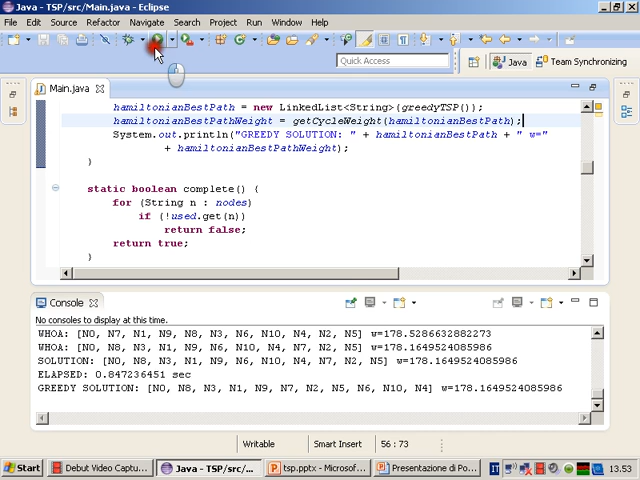 Java - TSP/src/Main.java - Eclipse
File Edit Source Refactor Navigate Search Project Run Window Help
Quick Access
Java Team Synchronizing
Main.java
hamiltonianBestPath = new LinkedList<String>(greedyTSP());
hamiltonianBestPathWeight = getCycleWeight(hamiltonianBestPath);
System.out.println("GREEDY SOLUTION: " + hamiltonianBestPath + " w="
+ hamiltonianBestPathWeight);
}
static boolean complete() {
for (String n : nodes)
if (!used.get(n))
return false;
return true;
}
Console
No consoles to display at this time.
WHOA: [N0, N7, N1, N9, N8, N3, N6, N10, N4, N2, N5] w=178.5286632882273
WHOA: [N0, N8, N3, N1, N9, N6, N10, N4, N7, N2, N5] w=178.1649524085986
SOLUTION: [N0, N8, N3, N1, N9, N6, N10, N4, N7, N2, N5] w=178.1649524085986
ELAPSED: 0.847236451 sec
GREEDY SOLUTION: [N0, N8, N3, N1, N9, N7, N2, N5, N6, N10, N4] w=178.1649524085986
Writable Smart Insert 56 : 73
Start Debut Video Captu... Java - TSP/src/... tsp.pptx - Microsof... Presentazione di Po... IT 13.53